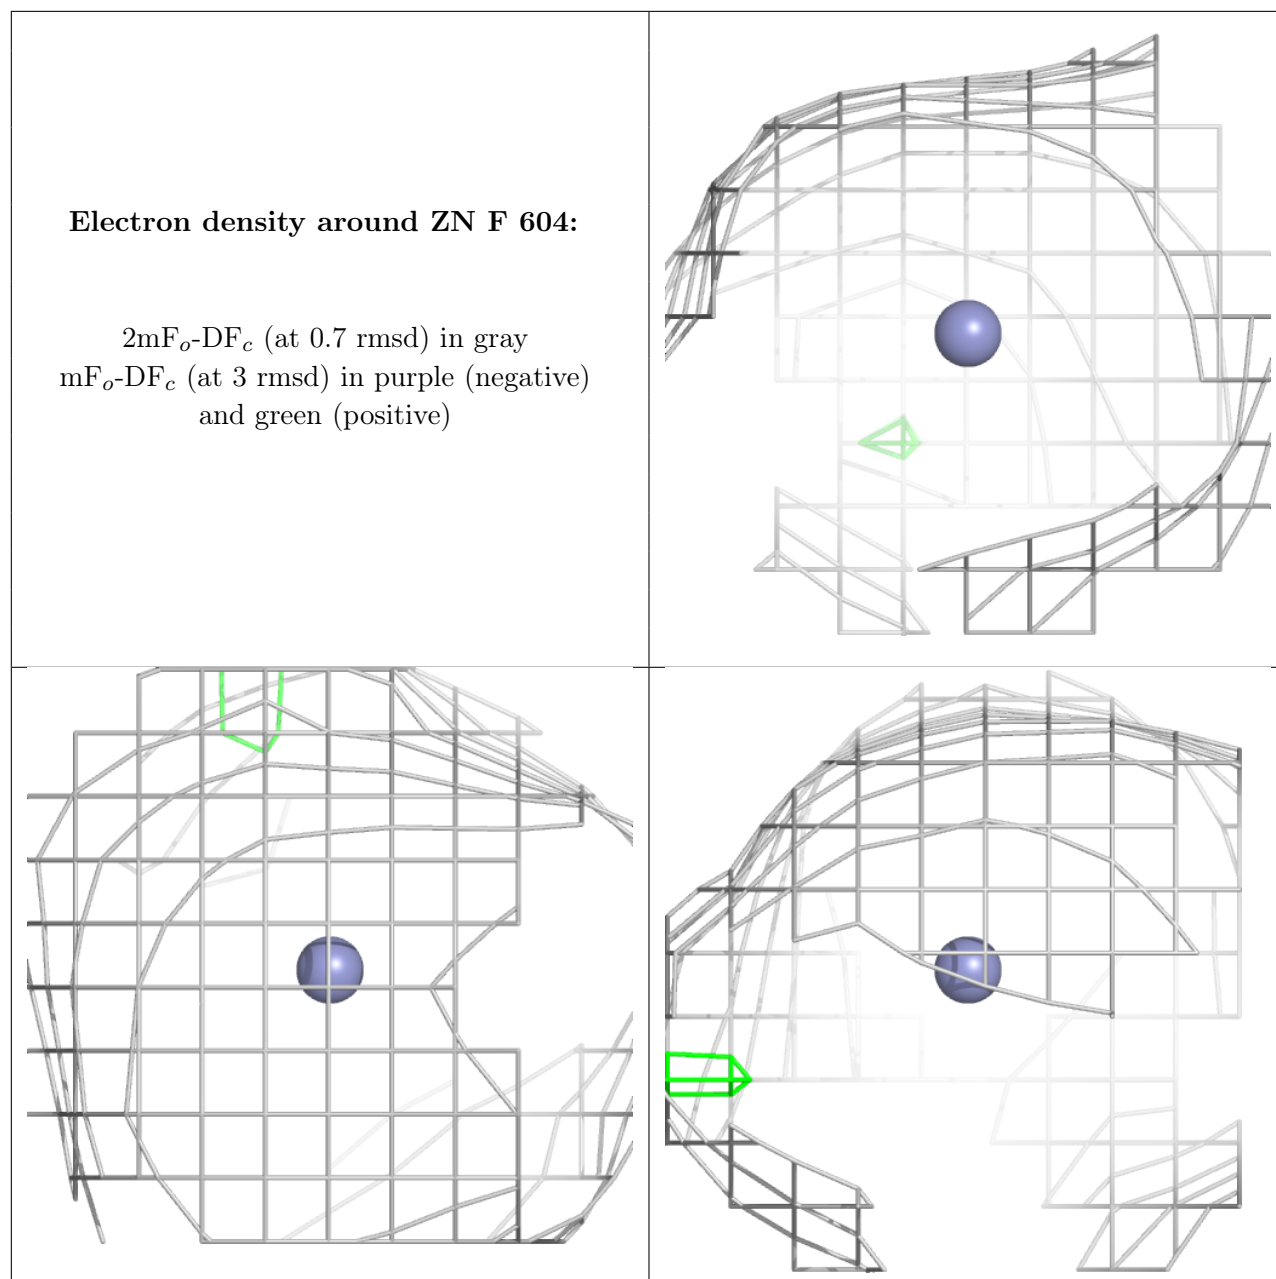 Electron density around ZN F 604:
2mFo-DFc (at 0.7 rmsd) in gray
mFo-DFc (at 3 rmsd) in purple (negative)
and green (positive)